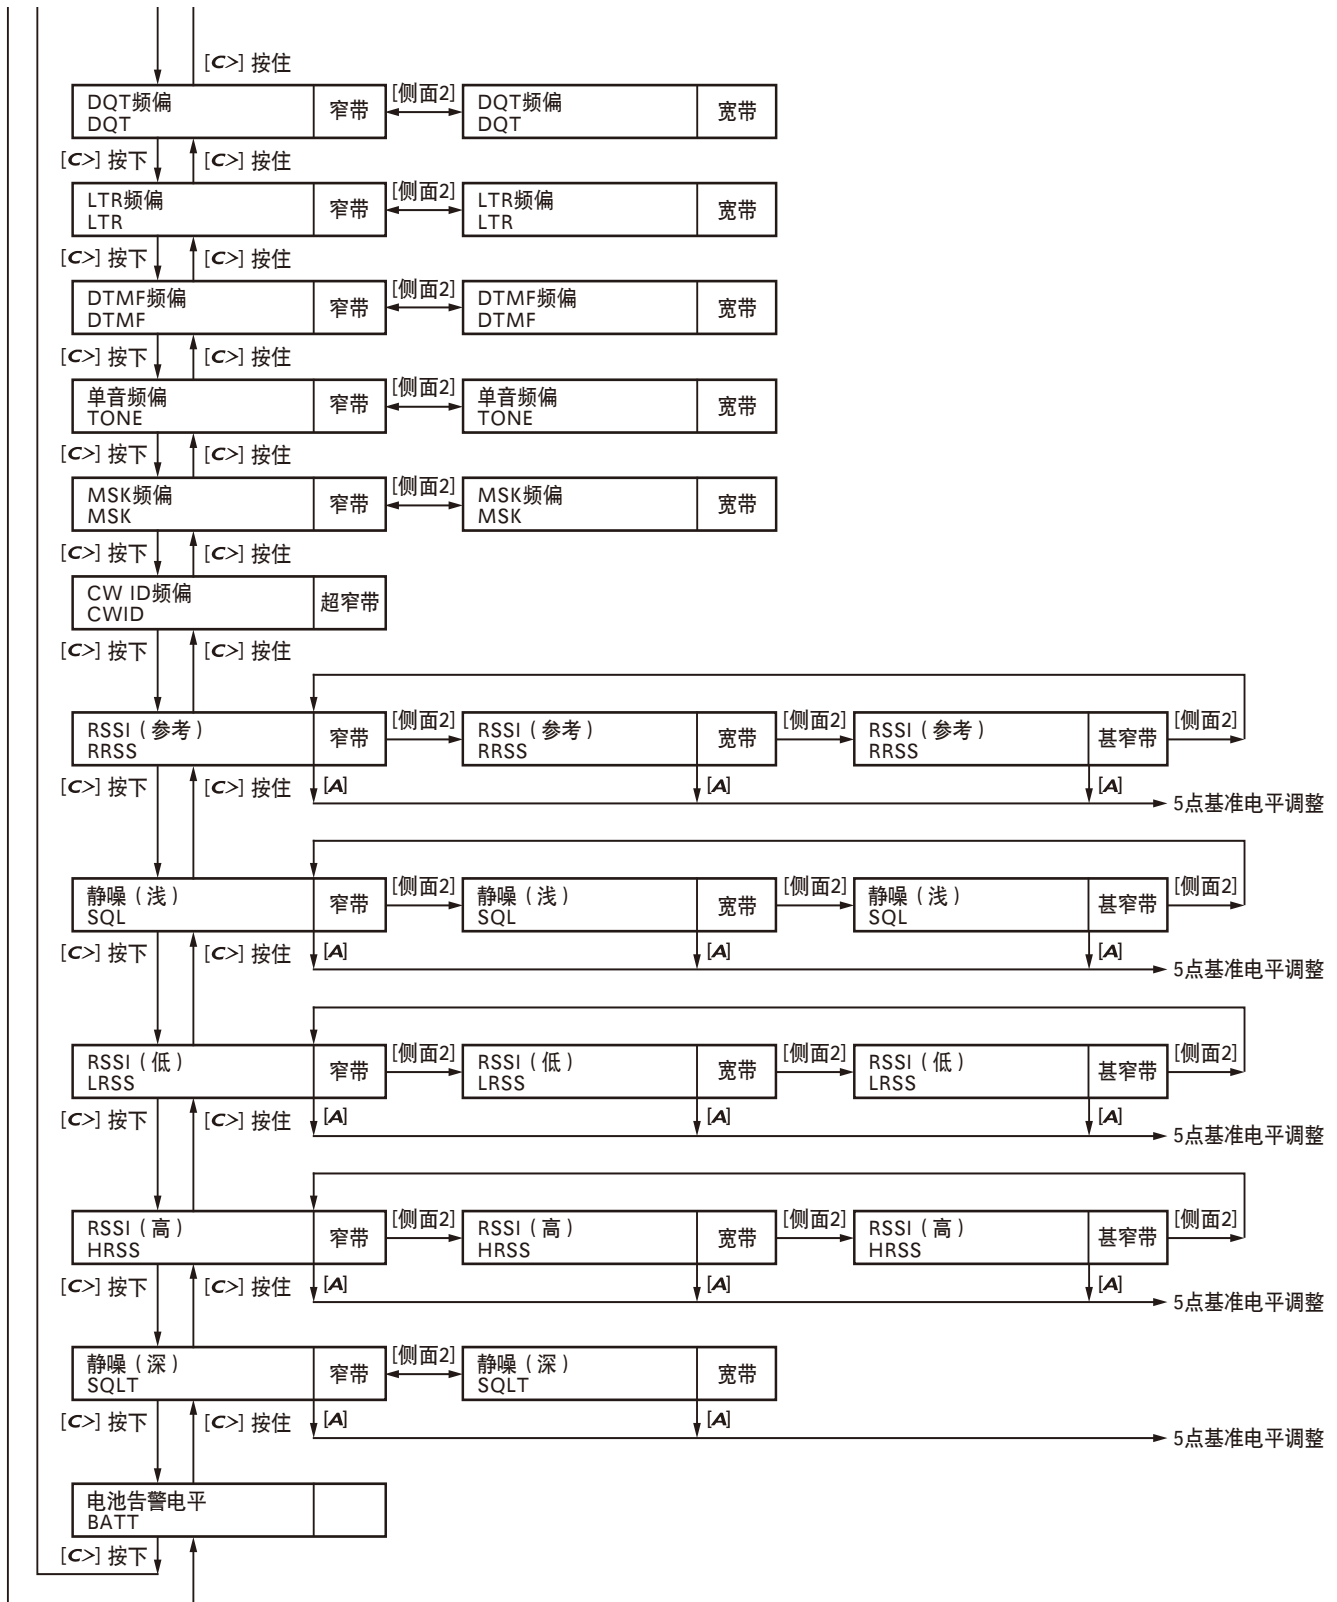 [C>] 按住
DQT频偏
DQT
窄带
[侧面2]
DQT频偏
DQT
宽带
[C>] 按下
[C>] 按住
LTR频偏
LTR
窄带
[侧面2]
LTR频偏
LTR
宽带
[C>] 按下
[C>] 按住
DTMF频偏
DTMF
窄带
[侧面2]
DTMF频偏
DTMF
宽带
[C>] 按下
[C>] 按住
单音频偏
TONE
窄带
[侧面2]
单音频偏
TONE
宽带
[C>] 按下
[C>] 按住
MSK频偏
MSK
窄带
[侧面2]
MSK频偏
MSK
宽带
[C>] 按下
[C>] 按住
CW ID频偏
CWID
超窄带
[C>] 按下
[C>] 按住
RSSI（参考）
RRSS
窄带
[侧面2]
RSSI（参考）
RRSS
宽带
[侧面2]
RSSI（参考）
RRSS
甚窄带
[侧面2]
[C>] 按下
[C>] 按住
[A]
[A]
[A]
5点基准电平调整
静噪（浅）
SQL
窄带
[侧面2]
静噪（浅）
SQL
宽带
[侧面2]
静噪（浅）
SQL
甚窄带
[侧面2]
[C>] 按下
[C>] 按住
[A]
[A]
[A]
5点基准电平调整
RSSI（低）
LRSS
窄带
[侧面2]
RSSI（低）
LRSS
宽带
[侧面2]
RSSI（低）
LRSS
甚窄带
[侧面2]
[C>] 按下
[C>] 按住
[A]
[A]
[A]
5点基准电平调整
RSSI（高）
HRSS
窄带
[侧面2]
RSSI（高）
HRSS
宽带
[侧面2]
RSSI（高）
HRSS
甚窄带
[侧面2]
[C>] 按下
[C>] 按住
[A]
[A]
[A]
5点基准电平调整
静噪（深）
SQLT
窄带
[侧面2]
静噪（深）
SQLT
宽带
[C>] 按下
[C>] 按住
[A]
[A]
5点基准电平调整
电池告警电平
BATT
[C>] 按下